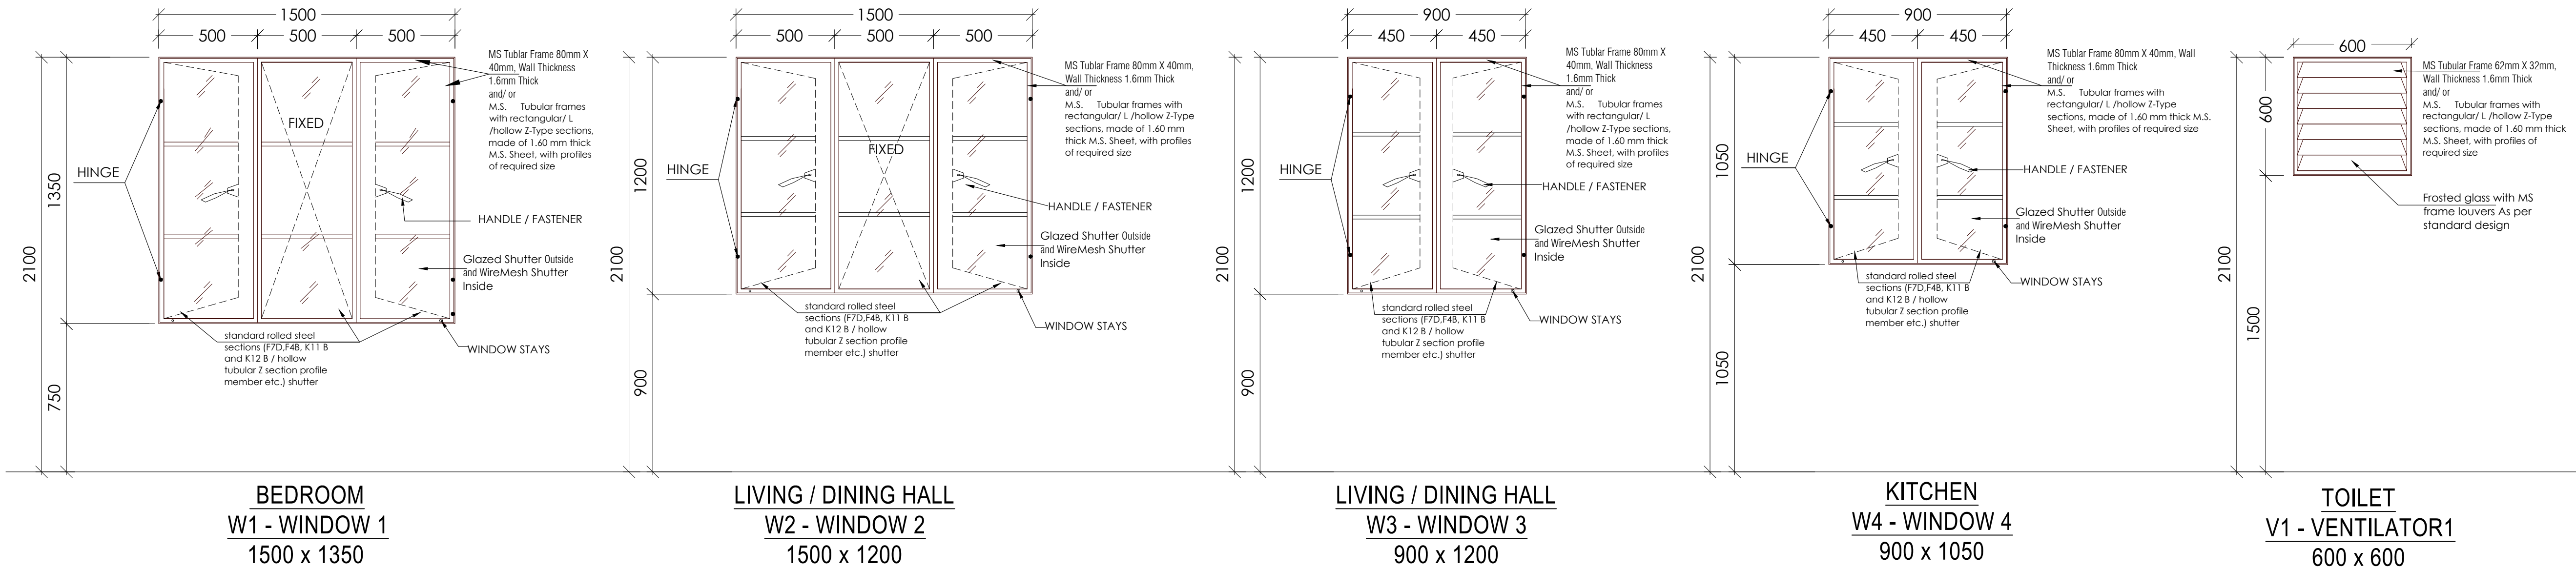 1500
500
500
500
2100
1350
750
HINGE
FIXED
MS Tublar Frame 80mm X
40mm, Wall Thickness
1.6mm Thick
and/ or
M.S. Tubular frames
with rectangular/ L
/hollow Z-Type sections,
made of 1.60 mm thick
M.S. Sheet, with profiles
of required size
HANDLE / FASTENER
Glazed Shutter Outside
and WireMesh Shutter
Inside
standard rolled steel
sections (F7D,F4B, K11 B
and K12 B / hollow
tubular Z section profile
member etc.) shutter
WINDOW STAYS
BEDROOM
W1 - WINDOW 1
1500 x 1350
1500
500
500
500
2100
1200
900
HINGE
FIXED
MS Tublar Frame 80mm X 40mm,
Wall Thickness 1.6mm Thick
and/ or
M.S. Tubular frames with
rectangular/ L /hollow Z-Type
sections, made of 1.60 mm
thick M.S. Sheet, with profiles
of required size
HANDLE / FASTENER
Glazed Shutter Outside
and WireMesh Shutter
Inside
standard rolled steel
sections (F7D,F4B, K11 B
and K12 B / hollow
tubular Z section profile
member etc.) shutter
WINDOW STAYS
LIVING / DINING HALL
W2 - WINDOW 2
1500 x 1200
900
450
450
2100
1200
900
HINGE
MS Tublar Frame 80mm X
40mm, Wall Thickness
1.6mm Thick
and/ or
M.S. Tubular frames
with rectangular/ L
/hollow Z-Type sections,
made of 1.60 mm thick
M.S. Sheet, with profiles
of required size
HANDLE / FASTENER
Glazed Shutter Outside
and WireMesh Shutter
Inside
standard rolled steel
sections (F7D,F4B, K11 B
and K12 B / hollow
tubular Z section profile
member etc.) shutter
WINDOW STAYS
LIVING / DINING HALL
W3 - WINDOW 3
900 x 1200
900
450
450
2100
1050
1050
HINGE
MS Tublar Frame 80mm X 40mm, Wall
Thickness 1.6mm Thick
and/ or
M.S. Tubular frames with
rectangular/ L /hollow Z-Type
sections, made of 1.60 mm thick M.S.
Sheet, with profiles of required size
HANDLE / FASTENER
Glazed Shutter Outside
and WireMesh Shutter
Inside
standard rolled steel
sections (F7D,F4B, K11 B
and K12 B / hollow
tubular Z section profile
member etc.) shutter
WINDOW STAYS
KITCHEN
W4 - WINDOW 4
900 x 1050
600
2100
600
1500
MS Tubular Frame 62mm X 32mm,
Wall Thickness 1.6mm Thick
and/ or
M.S. Tubular frames with
rectangular/ L /hollow Z-Type
sections, made of 1.60 mm thick
M.S. Sheet, with profiles of
required size
Frosted glass with MS
frame louvers As per
standard design
TOILET
V1 - VENTILATOR1
600 x 600